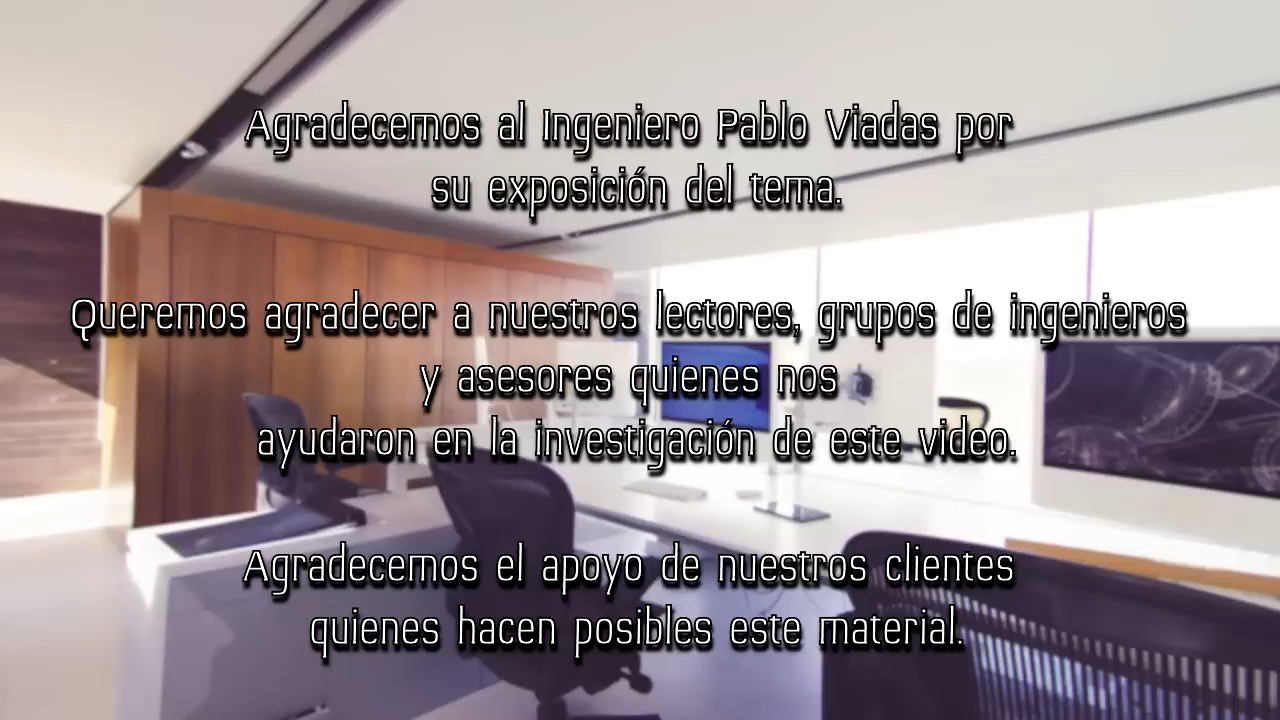 Agradecemos al Ingeniero Pablo Viadas por
su exposición del tema.
Queremos agradecer a nuestros lectores, grupos de ingenieros
y asesores quienes nos
ayudaron en la investigación de este video.
Agradecemos el apoyo de nuestros clientes
quienes hacen posibles este material.